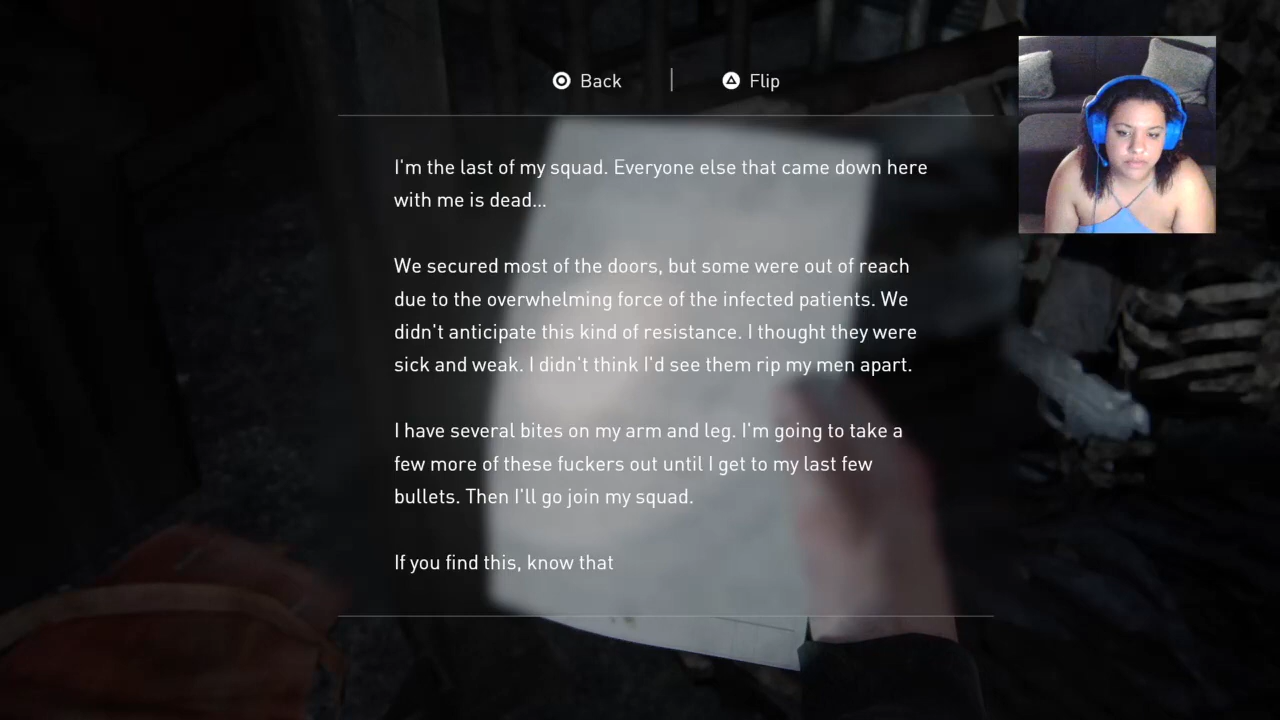 Back | Flip
I'm the last of my squad. Everyone else that came down here
with me is dead...
We secured most of the doors, but some were out of reach
due to the overwhelming force of the infected patients. We
didn't anticipate this kind of resistance. I thought they were
sick and weak. I didn't think I'd see them rip my men apart.
I have several bites on my arm and leg. I'm going to take a
few more of these fuckers out until I get to my last few
bullets. Then I'll go join my squad.
If you find this, know that